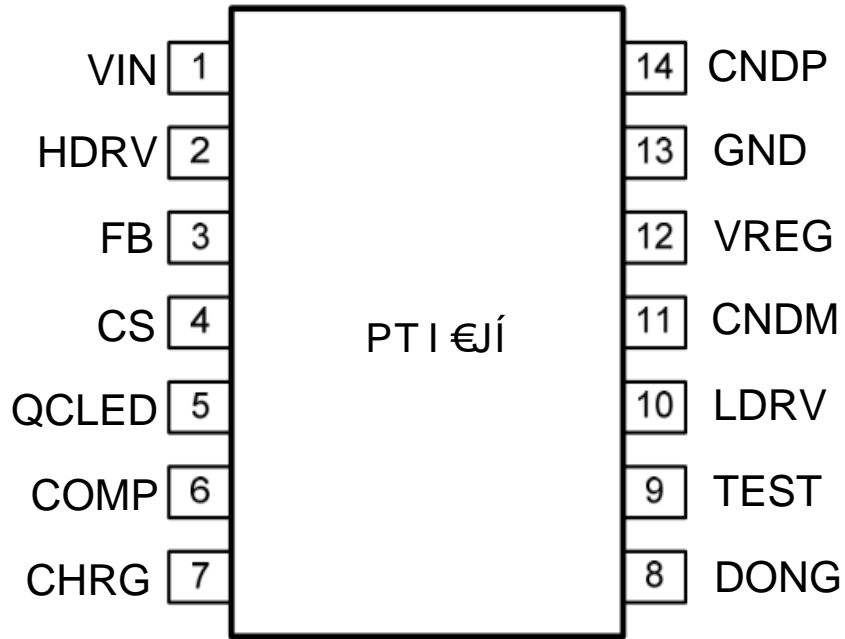 VIN 1 14 CNDP
HDRV 2 13 GND
FB 3 12 VREG
CS 4 11 CNDM
PT I €JÍ
QCLED 5 10 LDRV
COMP 6 9 TEST
CHRG 7 8 DONG